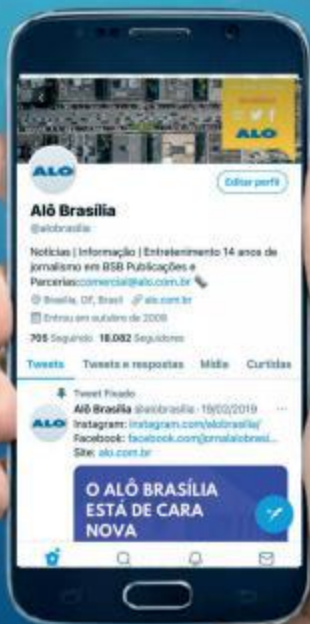 ALO
ALO
Editar perfil
Alô Brasília
@alobrasilia
Notícias | Informação | Entretenimento 14 anos de
jornalismo em BSB Publicações e
Parcerias:comercial@alo.com.br
Brasília, DF, Brasil alo.com.br
Entrou em outubro de 2009
705 Seguindo 18.082 Seguidores
Tweets Tweets e respostas Mídia Curtidas
Tweet Fixado
ALO
Alô Brasília @alobrasilia · 19/02/2019
Instagram: instagram.com/alobrasilia/
Facebook: facebook.com/jornalalobrasi...
Site: alo.com.br
O ALÔ BRASÍLIA
ESTÁ DE CARA
NOVA